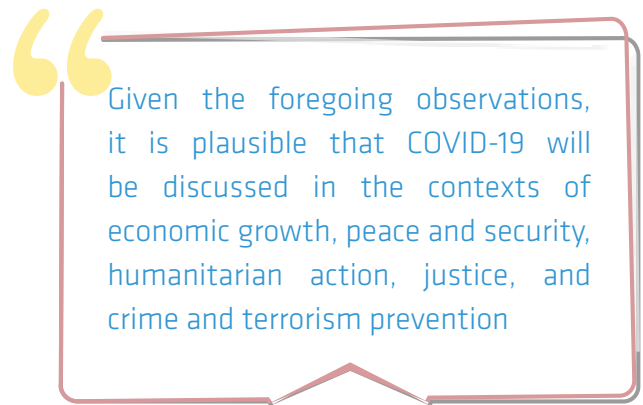 Given the foregoing observations,
it is plausible that COVID-19 will
be discussed in the contexts of
economic growth, peace and security,
humanitarian action, justice, and
crime and terrorism prevention